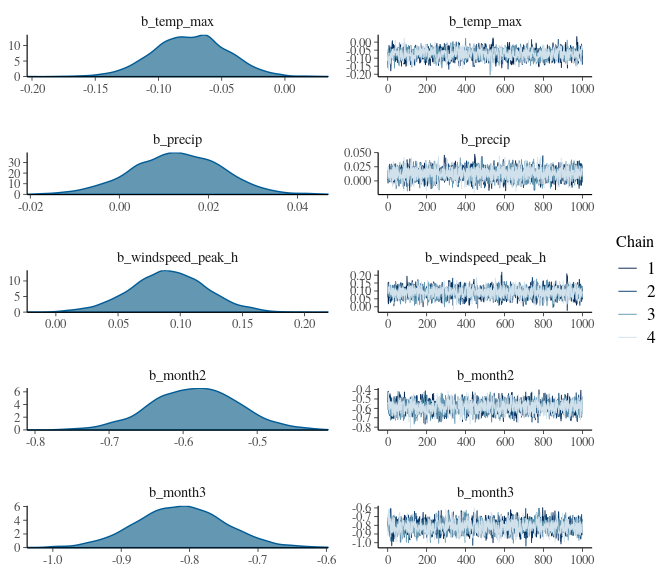 b_temp_max
10
5
0
-0.20 -0.15 -0.10 -0.05 0.00
b_temp_max
0.00
-0.05
-0.10
-0.15
-0.20
0 200 400 600 800 1000
b_precip
30
20
10
0
-0.02 0.00 0.02 0.04
b_precip
0.050
0.025
0.000
0 200 400 600 800 1000
b_windspeed_peak_h
10
5
0
0.00 0.05 0.10 0.15 0.20
b_windspeed_peak_h
0.20
0.15
0.10
0.05
0.00
0 200 400 600 800 1000
b_month2
6
4
2
0
-0.8 -0.7 -0.6 -0.5
b_month2
-0.4
-0.5
-0.6
-0.7
-0.8
0 200 400 600 800 1000
b_month3
6
4
2
0
-1.0 -0.9 -0.8 -0.7 -0.6
b_month3
-0.6
-0.7
-0.8
-0.9
-1.0
0 200 400 600 800 1000
Chain
1
2
3
4